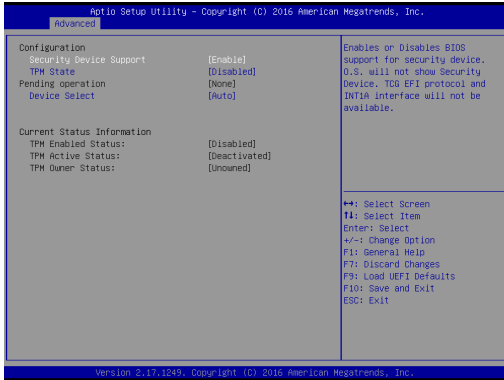 Aptio Setup Utility – Copyright (C) 2016 American Megatrends, Inc.
Advanced
Configuration
Security Device Support [Enable]
TPM State [Disabled]
Pending operation [None]
Device Select [Auto]
Current Status Information
TPM Enabled Status: [Disabled]
TPM Active Status: [Deactivated]
TPM Owner Status: [Unowned]
Enables or Disables BIOS
support for security device.
O.S. will not show Security
Device. TCG EFI protocol and
INT1A interface will not be
available.
↔: Select Screen
↑↓: Select Item
Enter: Select
+/-: Change Option
F1: General Help
F7: Discard Changes
F9: Load UEFI Defaults
F10: Save and Exit
ESC: Exit
Version 2.17.1249. Copyright (C) 2016 American Megatrends, Inc.